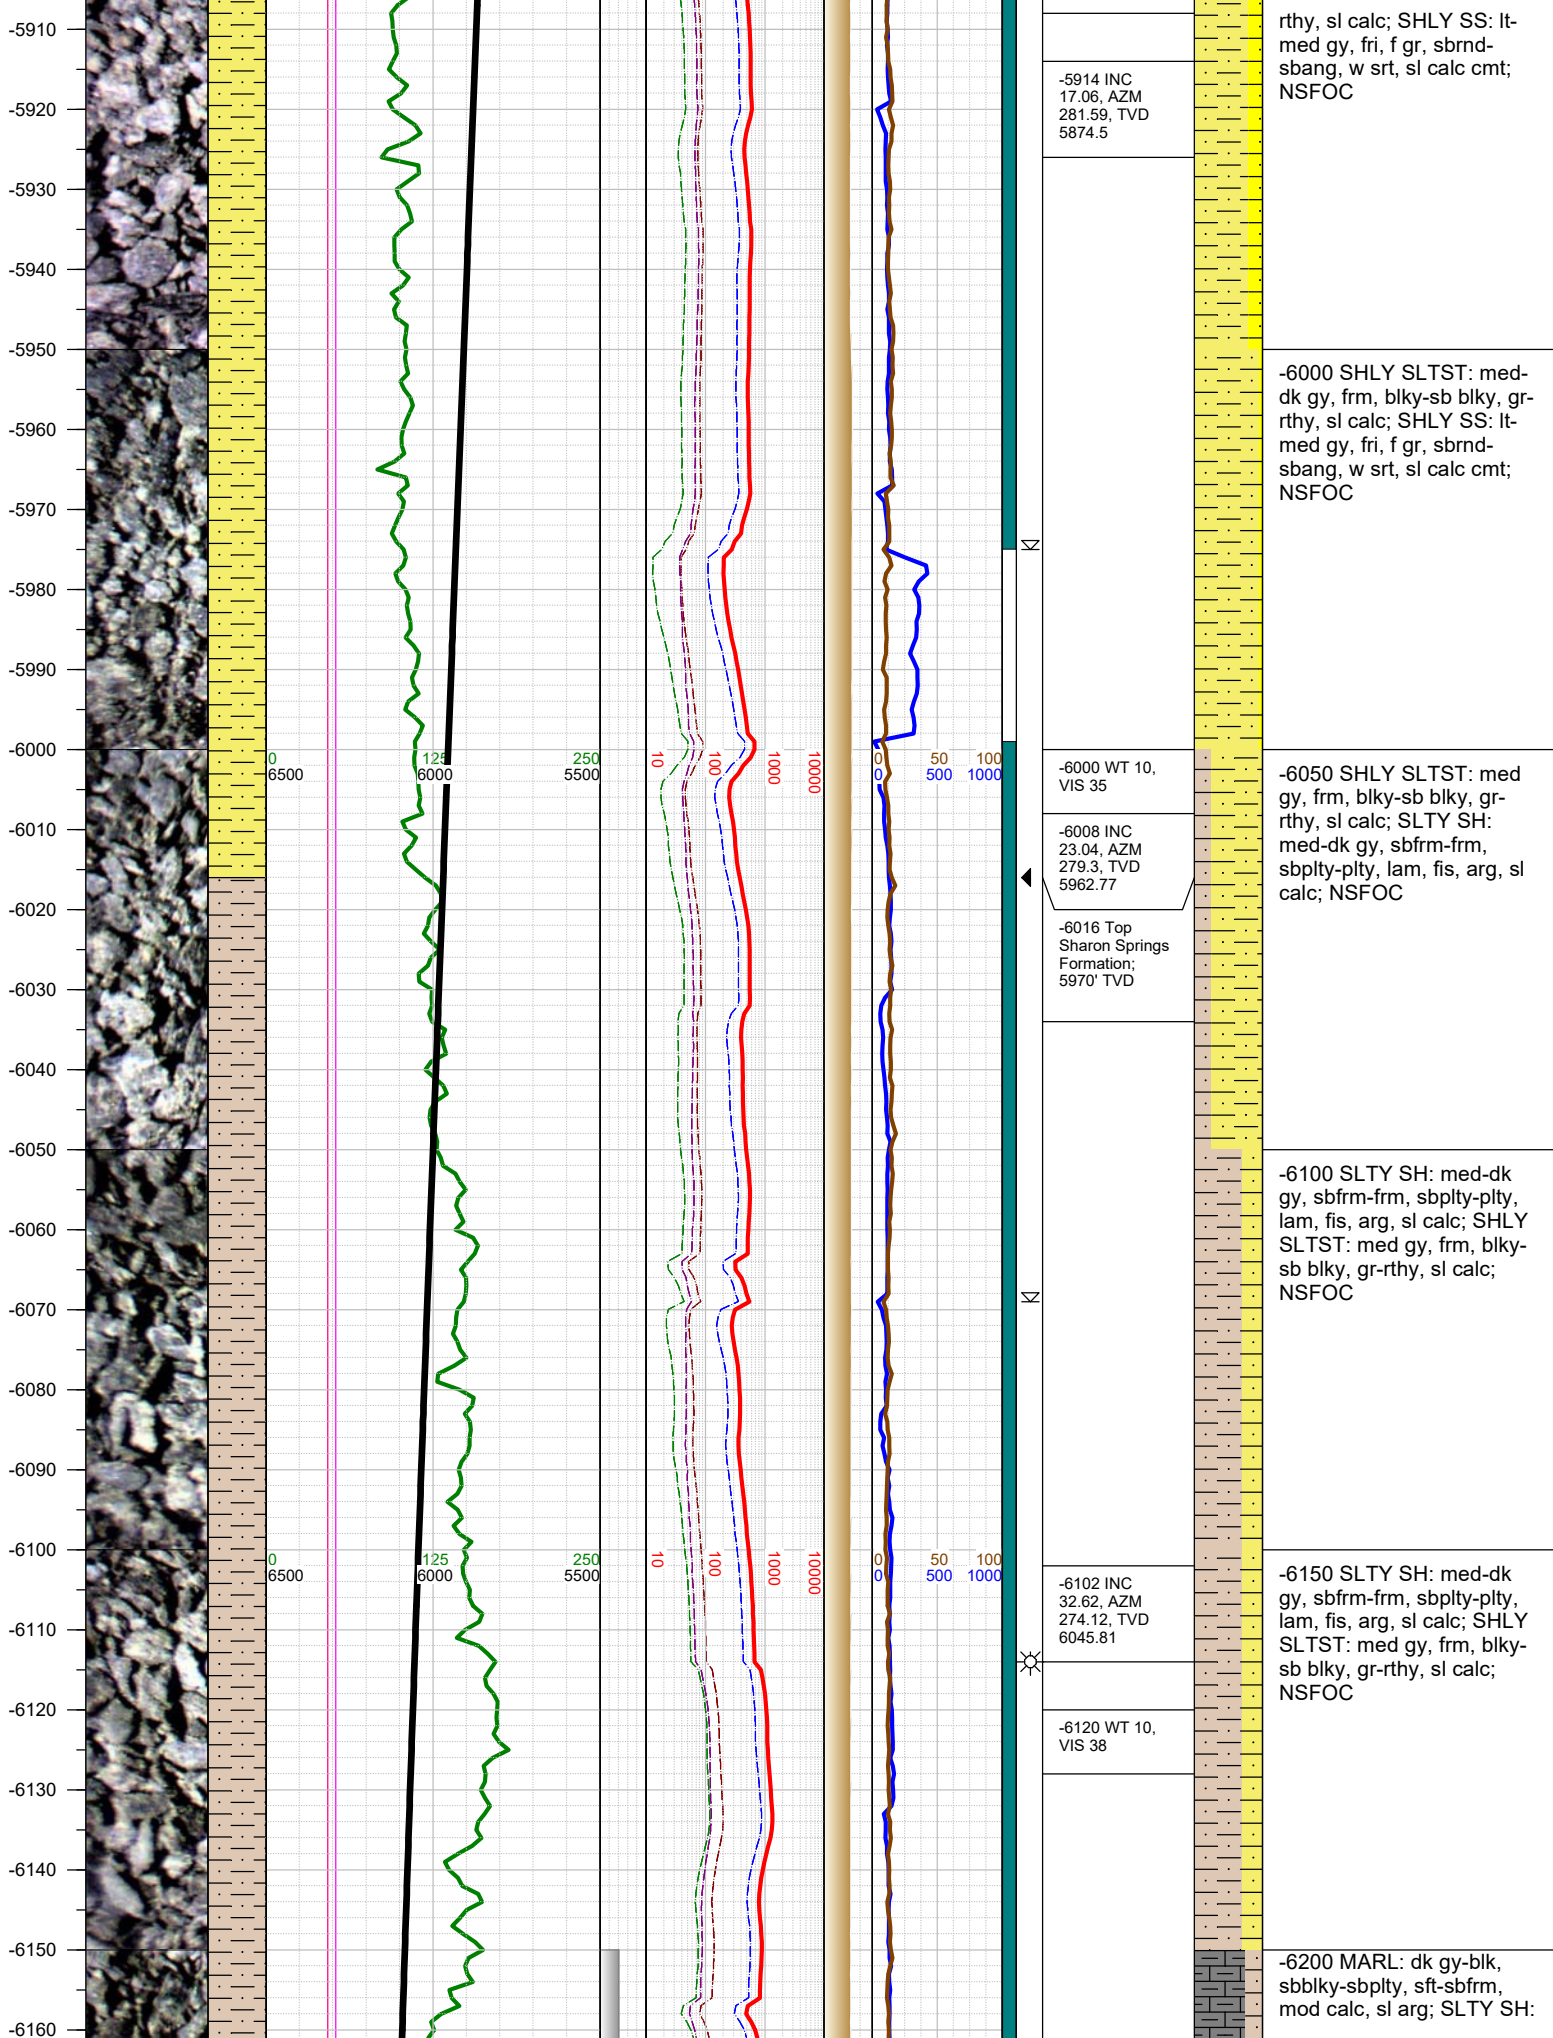 rthy, sl calc; SHLY SS: lt-
med gy, fri, f gr, sbrnd-
sbang, w srt, sl calc cmt;
NSFOC
-5910
-5920
-5930
-5940
-5950
-5960
-5970
-5980
-5990
-6000
-6010
-6020
-6030
-6040
-6050
-6060
-6070
-6080
-6090
-6100
-6110
-6120
-6130
-6140
-6150
-6160
-5914 INC
17.06, AZM
281.59, TVD
5874.5
-6000 SHLY SLTST: med-
dk gy, frm, blky-sb blky, gr-
rthy, sl calc; SHLY SS: lt-
med gy, fri, f gr, sbrnd-
sbang, w srt, sl calc cmt;
NSFOC
0 125 250
6500 6000 5500
10 100 1000 10000
0 50 100
0 500 1000
-6000 WT 10,
VIS 35
-6008 INC
23.04, AZM
279.3, TVD
5962.77
-6016 Top
Sharon Springs
Formation;
5970' TVD
-6050 SHLY SLTST: med
gy, frm, blky-sb blky, gr-
rthy, sl calc; SLTY SH:
med-dk gy, sbfrm-frm,
sbplty-plty, lam, fis, arg, sl
calc; NSFOC
-6100 SLTY SH: med-dk
gy, sbfrm-frm, sbplty-plty,
lam, fis, arg, sl calc; SHLY
SLTST: med gy, frm, blky-
sb blky, gr-rthy, sl calc;
NSFOC
0 125 250
6500 6000 5500
10 100 1000 10000
0 50 100
0 500 1000
-6102 INC
32.62, AZM
274.12, TVD
6045.81
-6120 WT 10,
VIS 38
-6150 SLTY SH: med-dk
gy, sbfrm-frm, sbplty-plty,
lam, fis, arg, sl calc; SHLY
SLTST: med gy, frm, blky-
sb blky, gr-rthy, sl calc;
NSFOC
-6200 MARL: dk gy-blk,
sbblky-sbplty, sft-sbfrm,
mod calc, sl arg; SLTY SH: